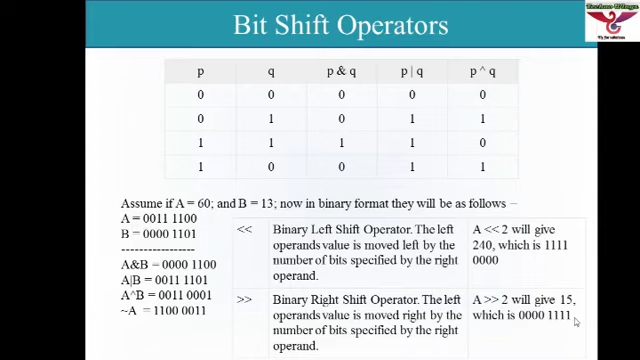 Bit Shift Operators
p q p & q p | q p ^ q
0 0 0 0 0
0 1 0 1 1
1 1 1 1 0
1 0 0 1 1
Assume if A = 60; and B = 13; now in binary format they will be as follows −
A = 0011 1100
B = 0000 1101
-----------------
A&B = 0000 1100
A|B = 0011 1101
A^B = 0011 0001
~A = 1100 0011
<< Binary Left Shift Operator. The left A << 2 will give
operands value is moved left by the 240, which is 1111
number of bits specified by the right 0000
operand.
>> Binary Right Shift Operator. The left A >> 2 will give 15,
operands value is moved right by the which is 0000 1111
number of bits specified by the right
operand.